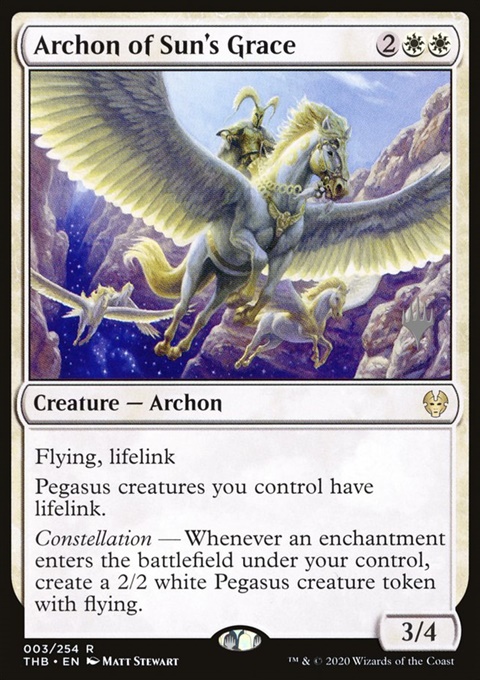 Archon of Sun's Grace 2
Creature — Archon
Flying, lifelink
Pegasus creatures you control have
lifelink.
Constellation — Whenever an enchantment
enters the battlefield under your control,
create a 2/2 white Pegasus creature token
with flying.
3/4
003/254 R
THB • EN Matt Stewart
™ & © 2020 Wizards of the Coast